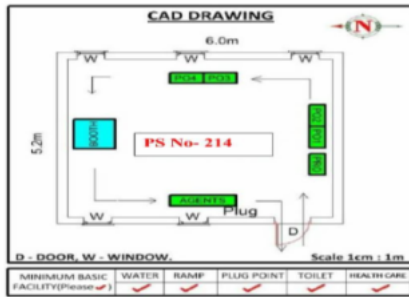 CAD DRAWING
N
6.0m
W W W
PO4 PO3
5.2m
BOOTH
PS No- 214
PO2
PO1
PRO
AGENTS
Plug
W W
D
D - DOOR, W - WINDOW. Scale 1cm : 1m
MINIMUM BASIC FACILITY(Please✓) WATER RAMP PLUG POINT TOILET HEALTH CARE